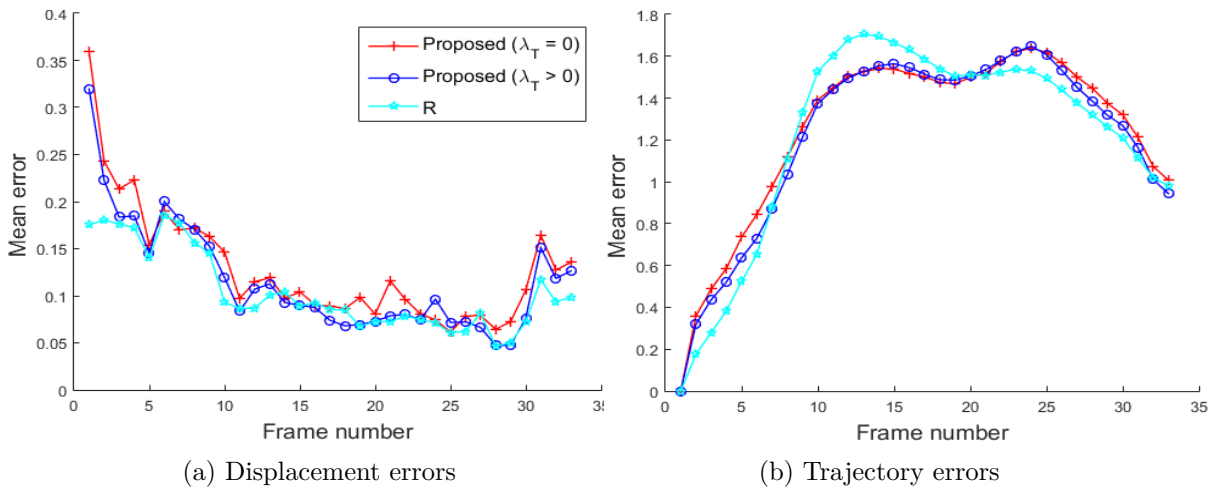 0.4
0.35
0.3
0.25
0.2
0.15
0.1
0.05
0
Mean error
0 5 10 15 20 25 30 35
Frame number
Proposed (λ_T = 0)
Proposed (λ_T > 0)
R
(a) Displacement errors
1.8
1.6
1.4
1.2
1
0.8
0.6
0.4
0.2
0
Mean error
0 5 10 15 20 25 30 35
Frame number
(b) Trajectory errors